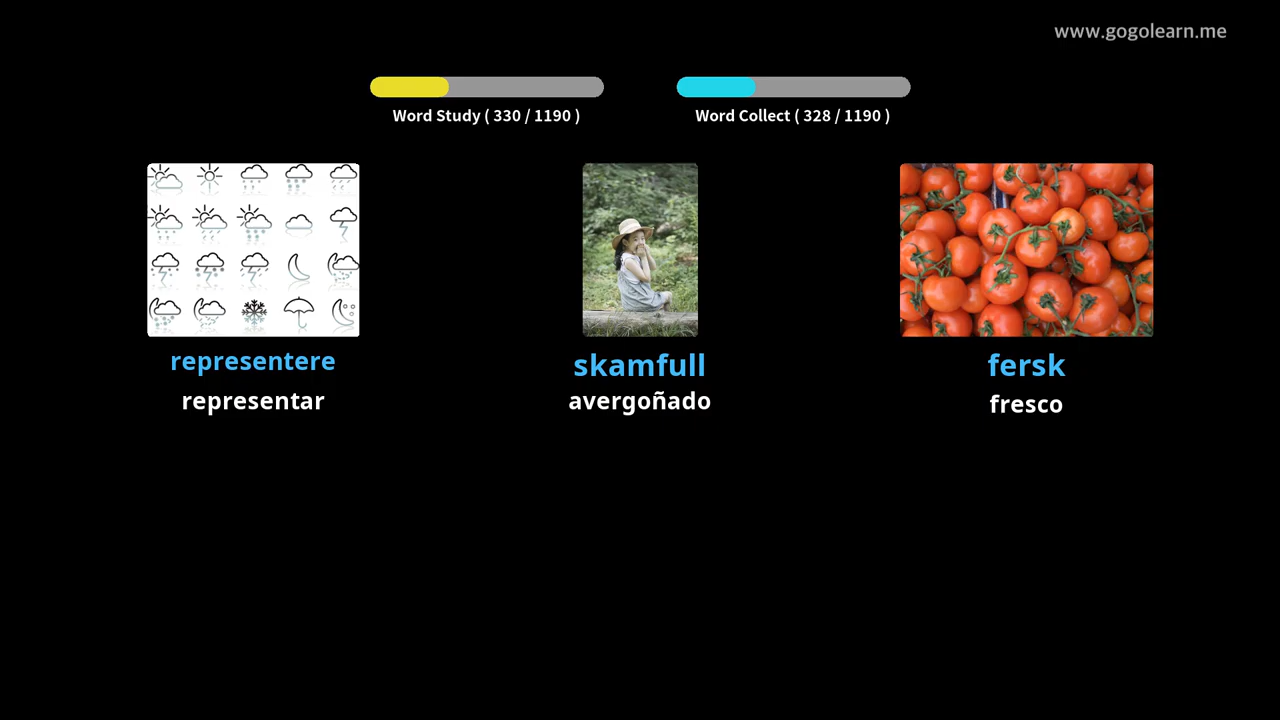 www.gogolearn.me
Word Study ( 330 / 1190 )
Word Collect ( 328 / 1190 )
representere
skamfull
fersk
representar
avergoñado
fresco